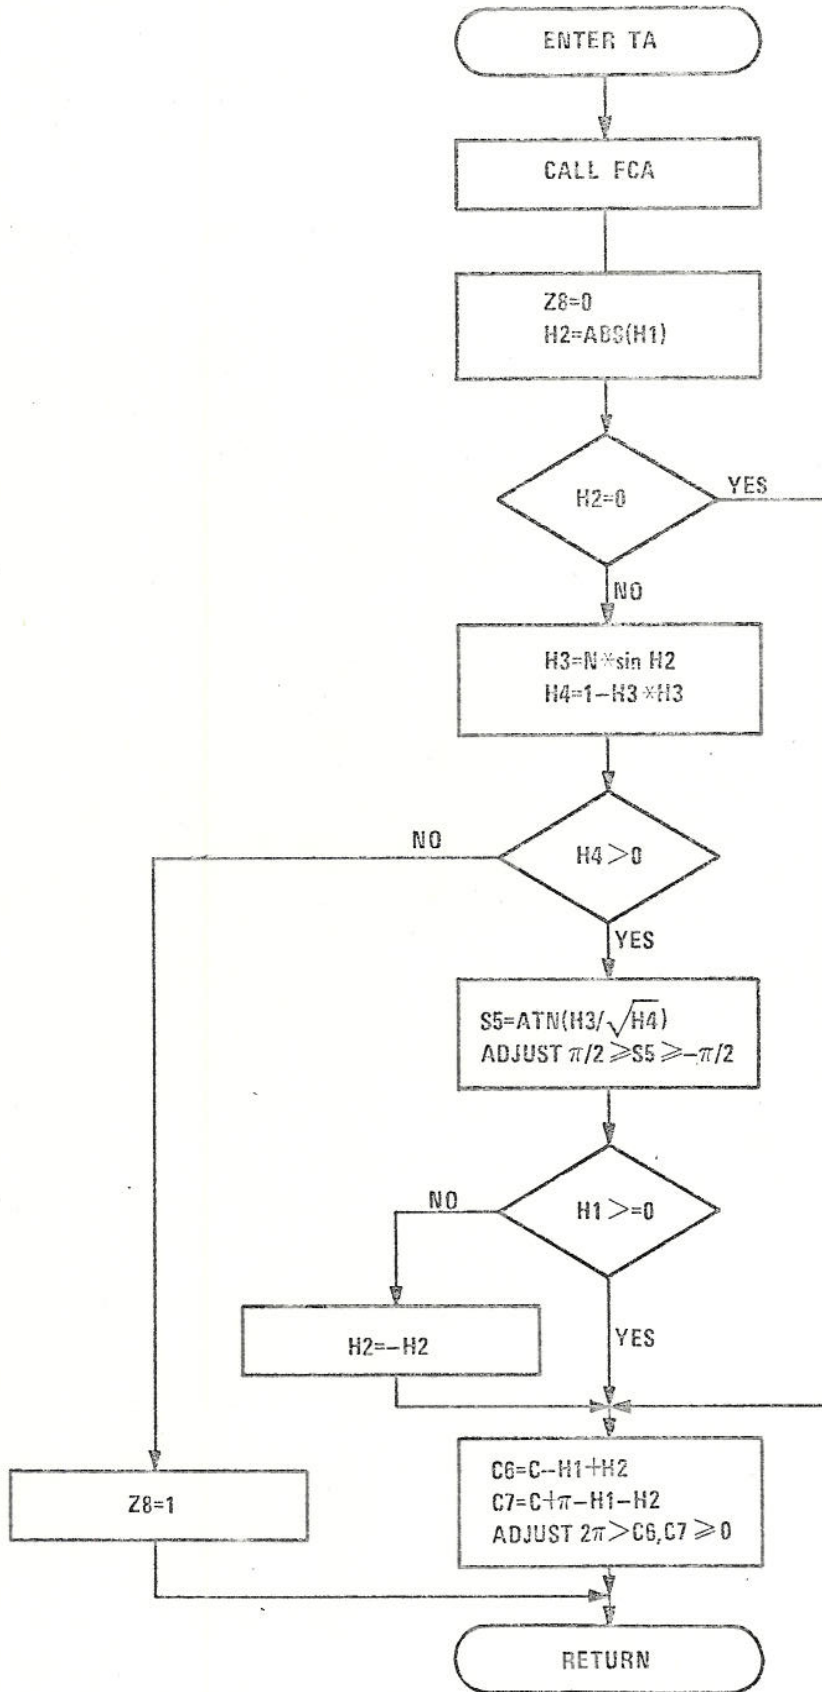 ENTER TA
CALL FCA
Z8=0
H2=ABS(H1)
H2=0
YES
NO
H3=N*sin H2
H4=1-H3*H3
H4>0
NO
YES
S5=ATN(H3/√H4)
ADJUST π/2⩾S5⩾-π/2
H1>=0
NO
YES
H2=-H2
C6=C-H1+H2
C7=C+π-H1-H2
ADJUST 2π>C6,C7⩾0
Z8=1
RETURN